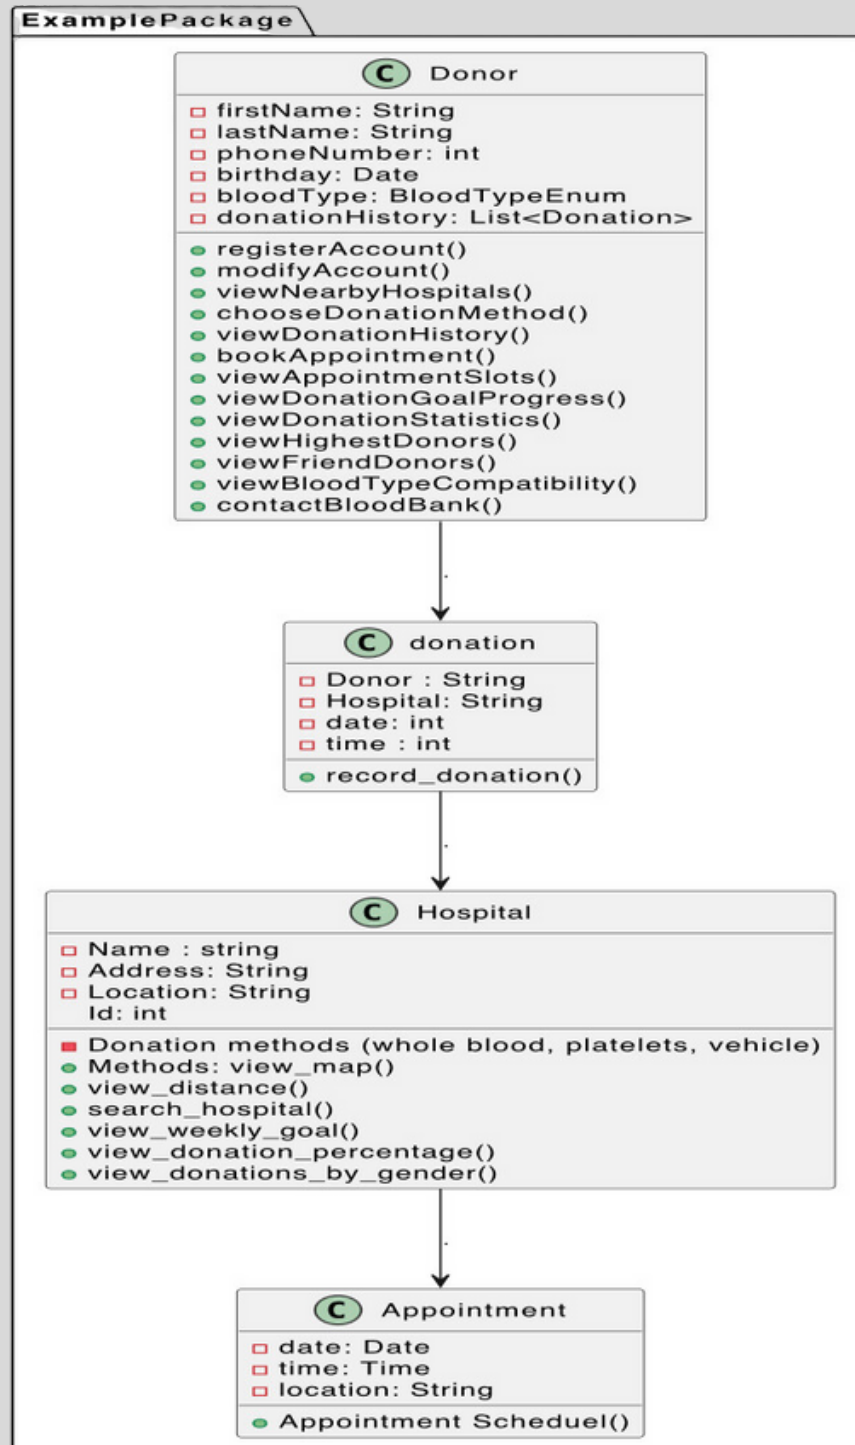 ExamplePackage
C Donor
firstName: String
lastName: String
phoneNumber: int
birthday: Date
bloodType: BloodTypeEnum
donationHistory: List<Donation>
registerAccount()
modifyAccount()
viewNearbyHospitals()
chooseDonationMethod()
viewDonationHistory()
bookAppointment()
viewAppointmentSlots()
viewDonationGoalProgress()
viewDonationStatistics()
viewHighestDonors()
viewFriendDonors()
viewBloodTypeCompatibility()
contactBloodBank()
.
C donation
Donor : String
Hospital: String
date: int
time : int
record_donation()
.
C Hospital
Name : string
Address: String
Location: String
Id: int
Donation methods (whole blood, platelets, vehicle)
Methods: view_map()
view_distance()
search_hospital()
view_weekly_goal()
view_donation_percentage()
view_donations_by_gender()
.
C Appointment
date: Date
time: Time
location: String
Appointment Scheduel()